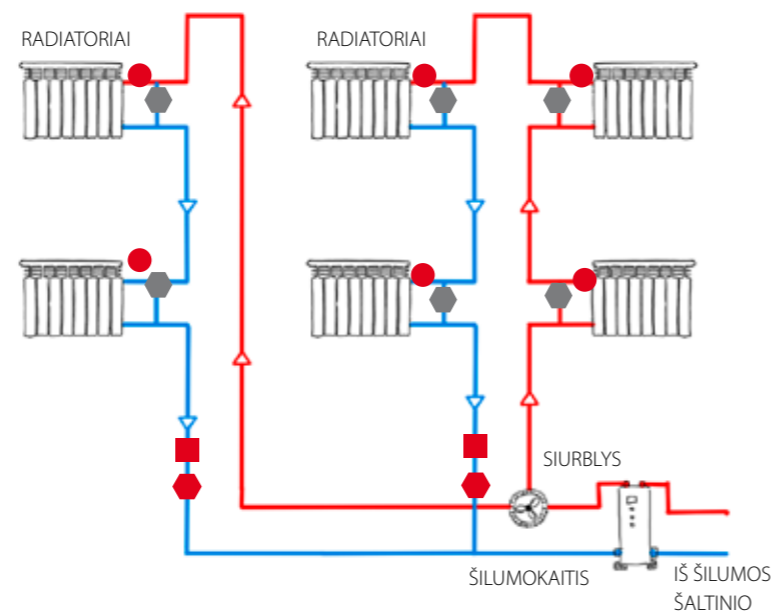 RADIATORIAI
RADIATORIAI
SIURBLYS
ŠILUMOKAITIS
IŠ ŠILUMOS
ŠALTINIO